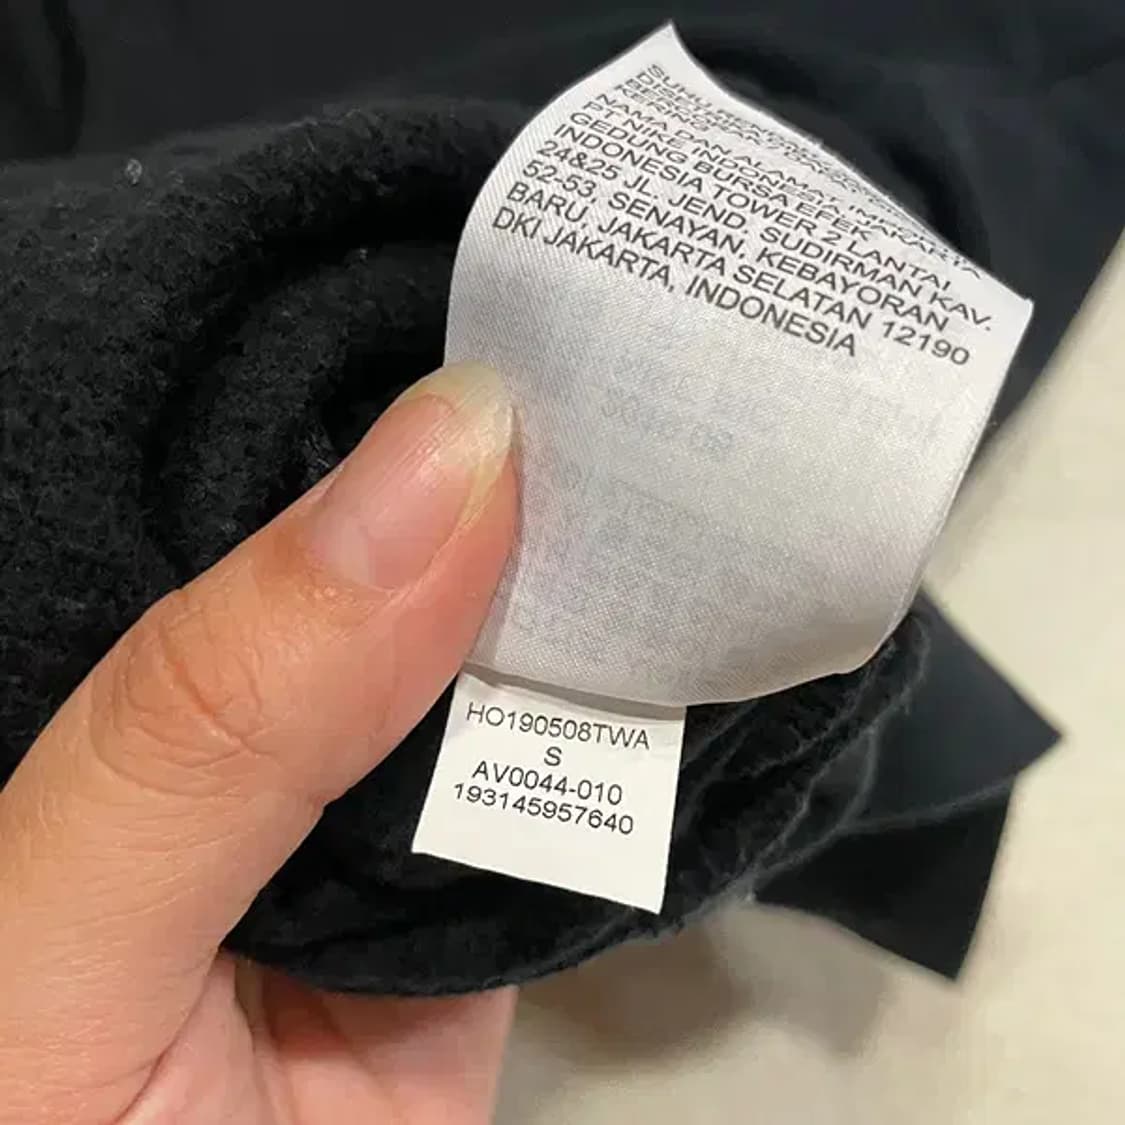 NAMA DAN ALAMAT IMPORTIR
PT NIKE INDONESIA, JAKARTA
GEDUNG BURSA EFEK
INDONESIA TOWER 2 LANTAI
24&25 JL. JEND. SUDIRMAN KAV.
52-53, SENAYAN, KEBAYORAN
BARU, JAKARTA SELATAN 12190
DKI JAKARTA, INDONESIA
HO190508TWA
S
AV0044-010
193145957640